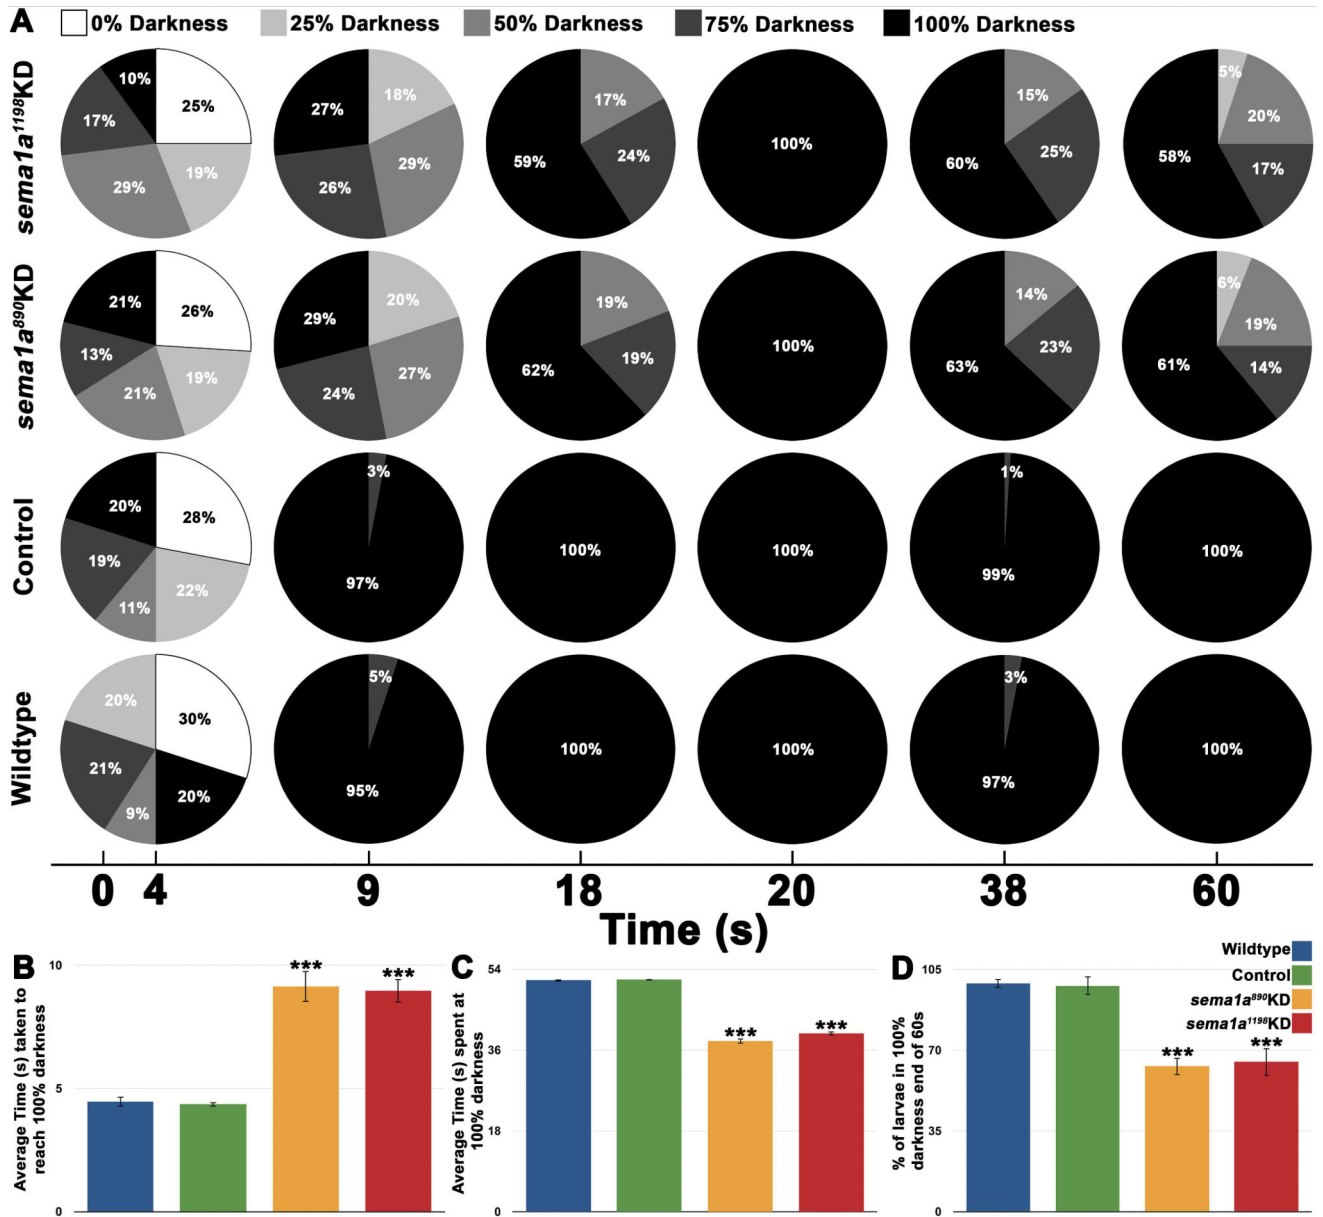 A 0% Darkness 25% Darkness 50% Darkness 75% Darkness 100% Darkness
sema1a¹¹⁹⁸KD
10% 25% 17% 19% 29%
27% 18% 29% 26%
17% 59% 24%
100%
15% 60% 25%
5% 20% 58% 17%
sema1a⁸⁹⁰KD
21% 26% 13% 19% 21%
20% 29% 27% 24%
19% 62% 19%
100%
14% 63% 23%
6% 19% 61% 14%
Control
20% 28% 19% 22% 11%
3% 97%
100%
100%
1% 99%
100%
Wildtype
20% 30% 21% 20% 9%
5% 95%
100%
100%
3% 97%
100%
0 4 9 18 20 38 60
Time (s)
B
Average Time (s) taken to
reach 100% darkness
10
5
0
***
***
C
Average Time (s) spent at
100% darkness
54
36
18
0
***
***
D
% of larvae in 100%
darkness end of 60s
105
70
35
0
***
***
Wildtype
Control
sema1a⁸⁹⁰KD
sema1a¹¹⁹⁸KD